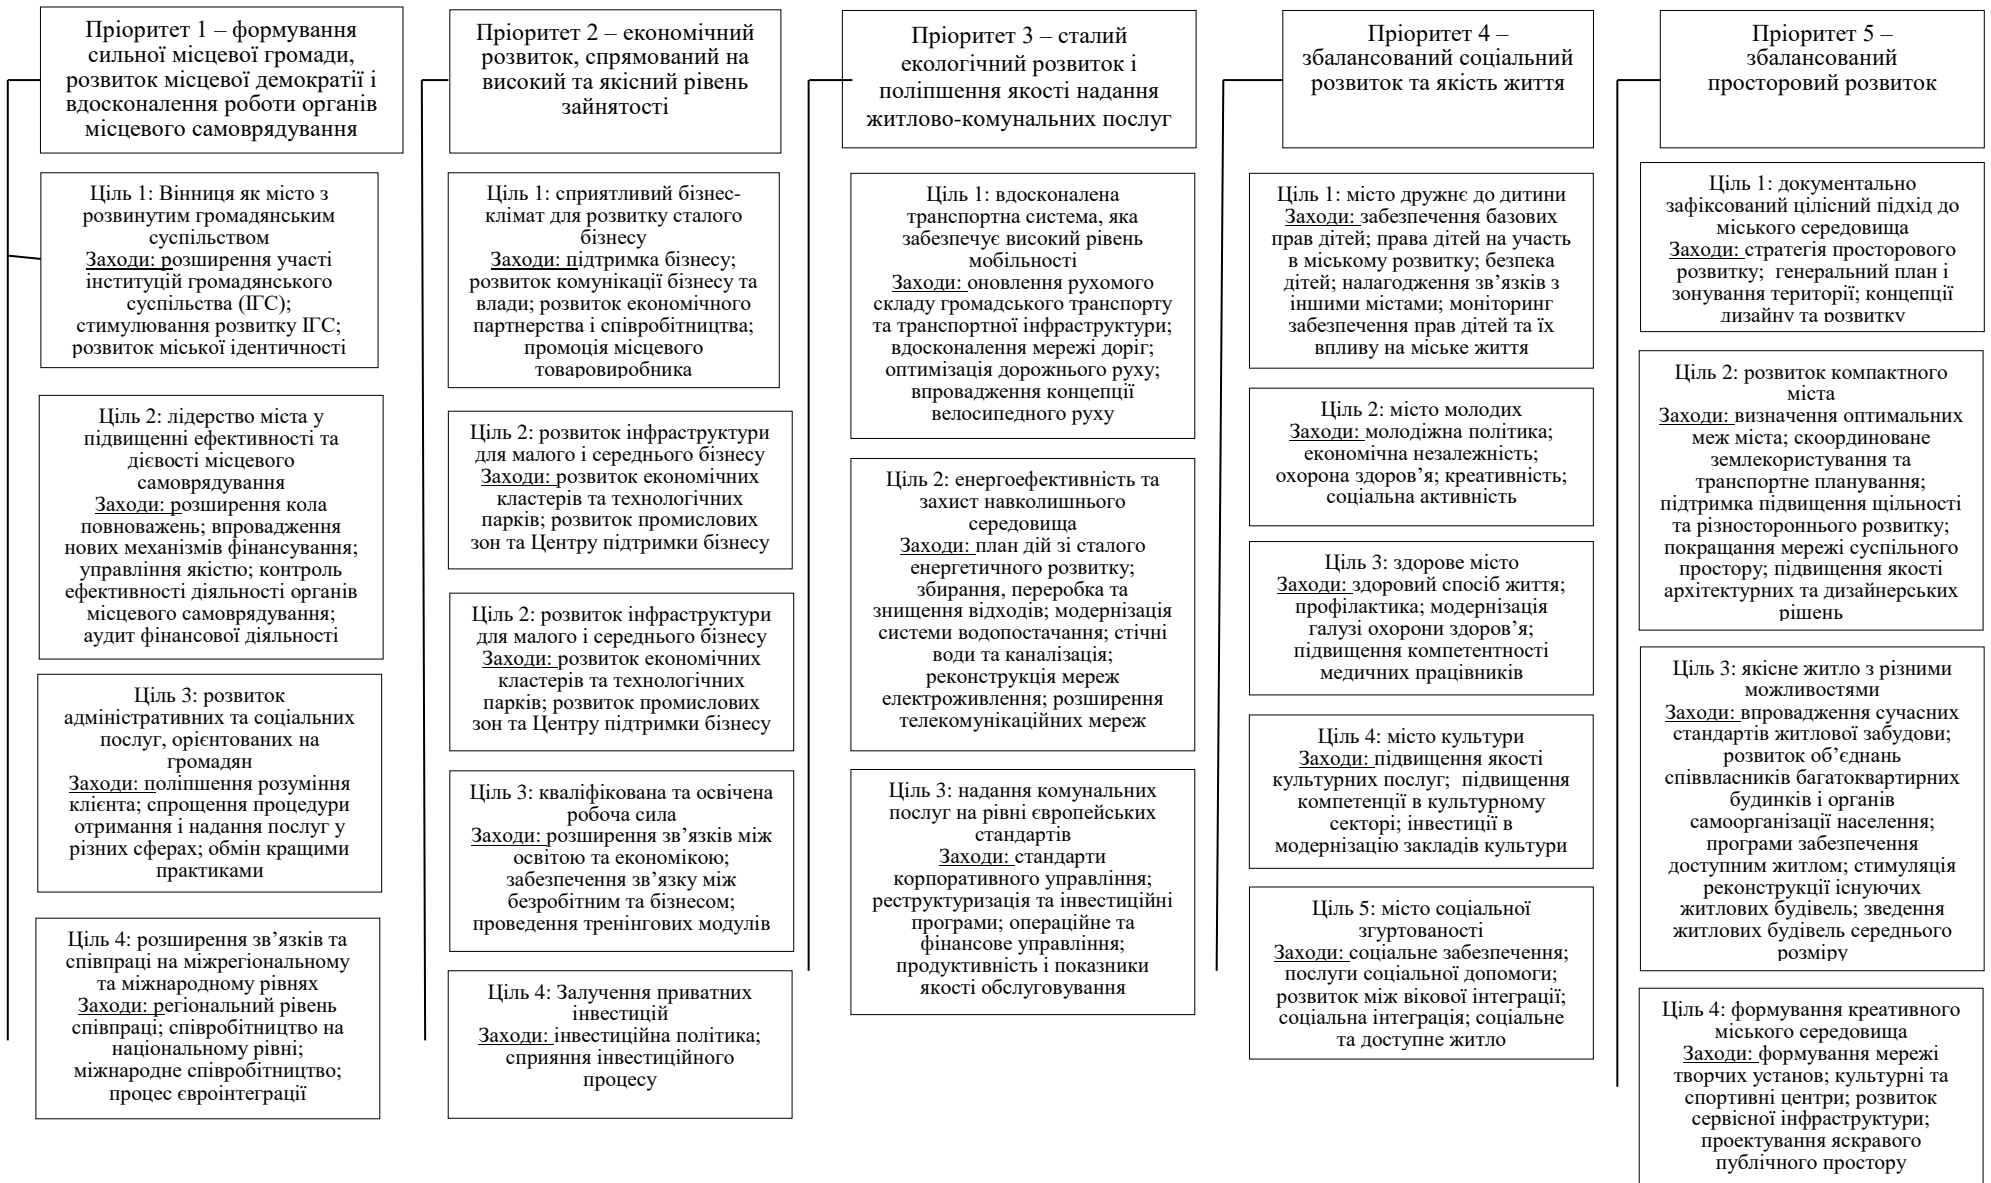 Пріоритет 1 – формування
сильної місцевої громади,
розвиток місцевої демократії і
вдосконалення роботи органів
місцевого самоврядування
Ціль 1: Вінниця як місто з
розвинутим громадянським
суспільством
Заходи: розширення участі
інституцій громадянського
суспільства (ІГС);
стимулювання розвитку ІГС;
розвиток міської ідентичності
Ціль 2: лідерство міста у
підвищенні ефективності та
дієвості місцевого
самоврядування
Заходи: розширення кола
повноважень; впровадження
нових механізмів фінансування;
управління якістю; контроль
ефективності діяльності органів
місцевого самоврядування;
аудит фінансової діяльності
Ціль 3: розвиток
адміністративних та соціальних
послуг, орієнтованих на
громадян
Заходи: поліпшення розуміння
клієнта; спрощення процедури
отримання і надання послуг у
різних сферах; обмін кращими
практиками
Ціль 4: розширення зв’язків та
співпраці на міжрегіональному
та міжнародному рівнях
Заходи: регіональний рівень
співпраці; співробітництво на
національному рівні;
міжнародне співробітництво;
процес євроінтеграції
Пріоритет 2 – економічний
розвиток, спрямований на
високий та якісний рівень
зайнятості
Ціль 1: сприятливий бізнес-
клімат для розвитку сталого
бізнесу
Заходи: підтримка бізнесу;
розвиток комунікації бізнесу та
влади; розвиток економічного
партнерства і співробітництва;
промоція місцевого
товаровиробника
Ціль 2: розвиток інфраструктури
для малого і середнього бізнесу
Заходи: розвиток економічних
кластерів та технологічних
парків; розвиток промислових
зон та Центру підтримки бізнесу
Ціль 2: розвиток інфраструктури
для малого і середнього бізнесу
Заходи: розвиток економічних
кластерів та технологічних
парків; розвиток промислових
зон та Центру підтримки бізнесу
Ціль 3: кваліфікована та освічена
робоча сила
Заходи: розширення зв’язків між
освітою та економікою;
забезпечення зв’язку між
безробітним та бізнесом;
проведення тренінгових модулів
Ціль 4: Залучення приватних
інвестицій
Заходи: інвестиційна політика;
сприяння інвестиційного
процесу
Пріоритет 3 – сталий
екологічний розвиток і
поліпшення якості надання
житлово-комунальних послуг
Ціль 1: вдосконалена
транспортна система, яка
забезпечує високий рівень
мобільності
Заходи: оновлення рухомого
складу громадського транспорту
та транспортної інфраструктури;
вдосконалення мережі доріг;
оптимізація дорожнього руху;
впровадження концепції
велосипедного руху
Ціль 2: енергоефективність та
захист навколишнього
середовища
Заходи: план дій зі сталого
енергетичного розвитку;
збирання, переробка та
знищення відходів; модернізація
системи водопостачання; стічні
води та каналізація;
реконструкція мереж
електроживлення; розширення
телекомунікаційних мереж
Ціль 3: надання комунальних
послуг на рівні європейських
стандартів
Заходи: стандарти
корпоративного управління;
реструктуризація та інвестиційні
програми; операційне та
фінансове управління;
продуктивність і показники
якості обслуговування
Пріоритет 4 –
збалансований соціальний
розвиток та якість життя
Ціль 1: місто дружнє до дитини
Заходи: забезпечення базових
прав дітей; права дітей на участь
в міському розвитку; безпека
дітей; налагодження зв’язків з
іншими містами; моніторинг
забезпечення прав дітей та їх
впливу на міське життя
Ціль 2: місто молодих
Заходи: молодіжна політика;
економічна незалежність;
охорона здоров’я; креативність;
соціальна активність
Ціль 3: здорове місто
Заходи: здоровий спосіб життя;
профілактика; модернізація
галузі охорони здоров’я;
підвищення компетентності
медичних працівників
Ціль 4: місто культури
Заходи: підвищення якості
культурних послуг; підвищення
компетенції в культурному
секторі; інвестиції в
модернізацію закладів культури
Ціль 5: місто соціальної
згуртованості
Заходи: соціальне забезпечення;
послуги соціальної допомоги;
розвиток між вікової інтеграції;
соціальна інтеграція; соціальне
та доступне житло
Пріоритет 5 –
збалансований
просторовий розвиток
Ціль 1: документально
зафіксований цілісний підхід до
міського середовища
Заходи: стратегія просторового
розвитку; генеральний план і
зонування території; концепції
дизайну та розвитку
Ціль 2: розвиток компактного
міста
Заходи: визначення оптимальних
меж міста; скоординоване
землекористування та
транспортне планування;
підтримка підвищення щільності
та різностороннього розвитку;
покращання мережі суспільного
простору; підвищення якості
архітектурних та дизайнерських
рішень
Ціль 3: якісне житло з різними
можливостями
Заходи: впровадження сучасних
стандартів житлової забудови;
розвиток об’єднань
співвласників багатоквартирних
будинків і органів
самоорганізації населення;
програми забезпечення
доступним житлом; стимуляція
реконструкції існуючих
житлових будівель; зведення
житлових будівель середнього
розміру
Ціль 4: формування креативного
міського середовища
Заходи: формування мережі
творчих установ; культурні та
спортивні центри; розвиток
сервісної інфраструктури;
проектування яскравого
публічного простору